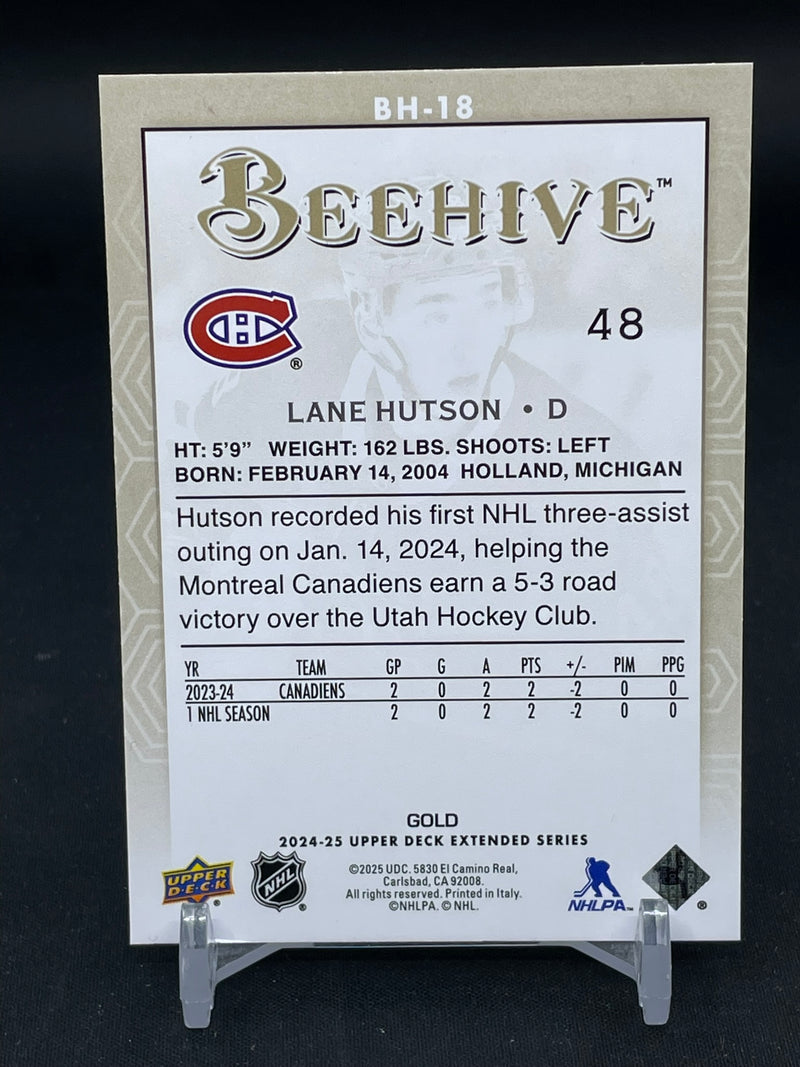 BH-18
BEEHIVE™
CH ®
48
LANE HUTSON • D
HT: 5'9" WEIGHT: 162 LBS. SHOOTS: LEFT
BORN: FEBRUARY 14, 2004 HOLLAND, MICHIGAN
Hutson recorded his first NHL three-assist
outing on Jan. 14, 2024, helping the
Montreal Canadiens earn a 5-3 road
victory over the Utah Hockey Club.
YR TEAM GP G A PTS +/- PIM PPG
2023-24 CANADIENS 2 0 2 2 -2 0 0
1 NHL SEASON 2 0 2 2 -2 0 0
GOLD
2024-25 UPPER DECK EXTENDED SERIES
UPPER
D·E·C·K ®
NHL ®
©2025 UDC. 5830 El Camino Real,
Carlsbad, CA 92008.
All rights reserved. Printed in Italy.
©NHLPA. © NHL.
NHLPA™
®